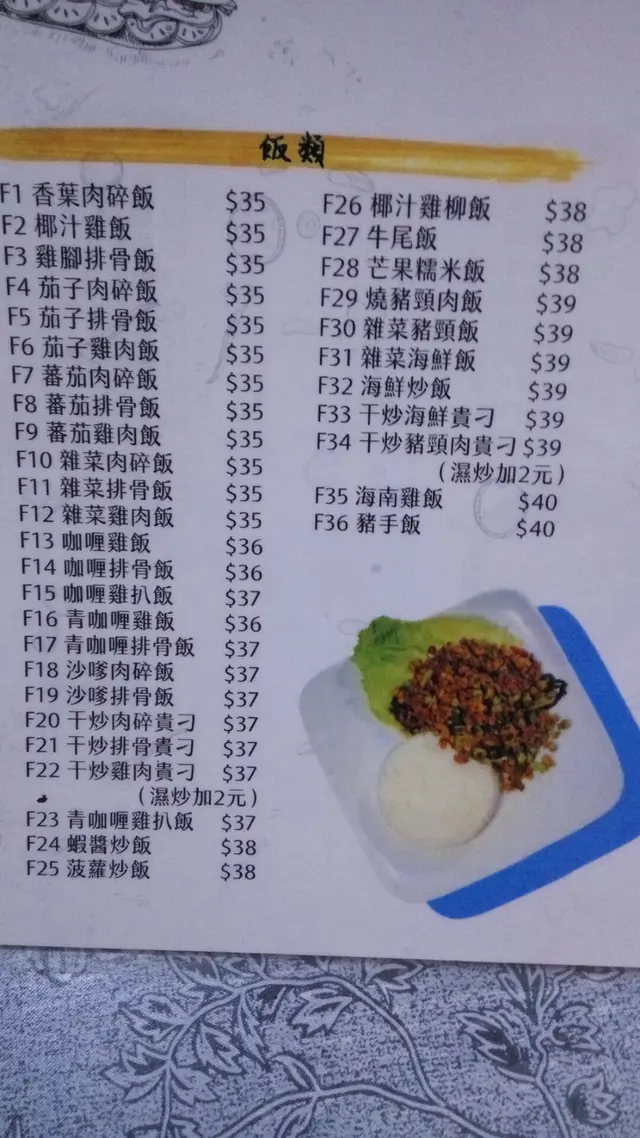 飯類
F1 香葉肉碎飯 $35
F2 椰汁雞飯 $35
F3 雞腳排骨飯 $35
F4 茄子肉碎飯 $35
F5 茄子排骨飯 $35
F6 茄子雞肉飯 $35
F7 蕃茄肉碎飯 $35
F8 蕃茄排骨飯 $35
F9 蕃茄雞肉飯 $35
F10 雜菜肉碎飯 $35
F11 雜菜排骨飯 $35
F12 雜菜雞肉飯 $35
F13 咖喱雞飯 $36
F14 咖喱排骨飯 $36
F15 咖喱雞扒飯 $37
F16 青咖喱雞飯 $36
F17 青咖喱排骨飯 $37
F18 沙嗲肉碎飯 $37
F19 沙嗲排骨飯 $37
F20 干炒肉碎貴刁 $37
F21 干炒排骨貴刁 $37
F22 干炒雞肉貴刁 $37
（濕炒加2元）
F23 青咖喱雞扒飯 $37
F24 蝦醬炒飯 $38
F25 菠蘿炒飯 $38
F26 椰汁雞柳飯 $38
F27 牛尾飯 $38
F28 芒果糯米飯 $38
F29 燒豬頸肉飯 $39
F30 雜菜豬頸飯 $39
F31 雜菜海鮮飯 $39
F32 海鮮炒飯 $39
F33 干炒海鮮貴刁 $39
F34 干炒豬頸肉貴刁 $39
（濕炒加2元）
F35 海南雞飯 $40
F36 豬手飯 $40